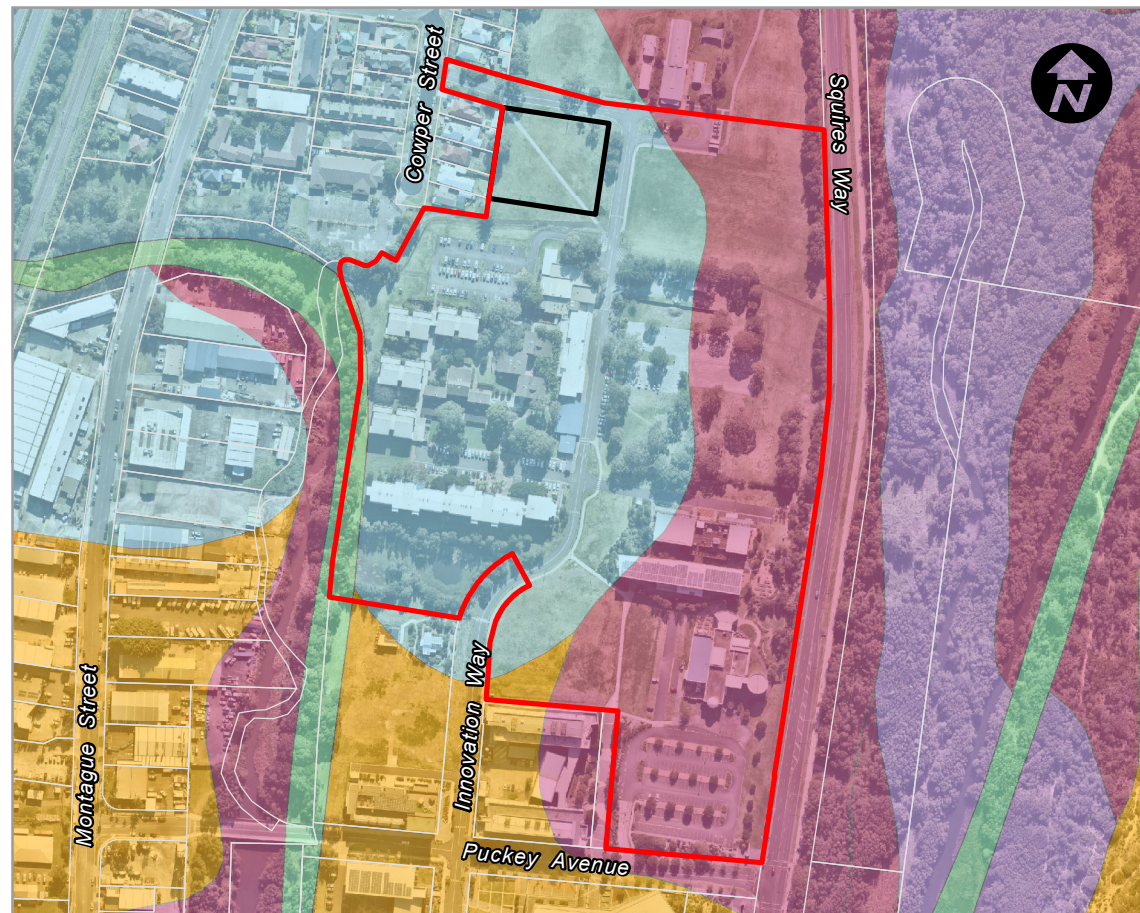 Cowper Street
Squires Way
N
Montague Street
Innovation Way
Puckey Avenue